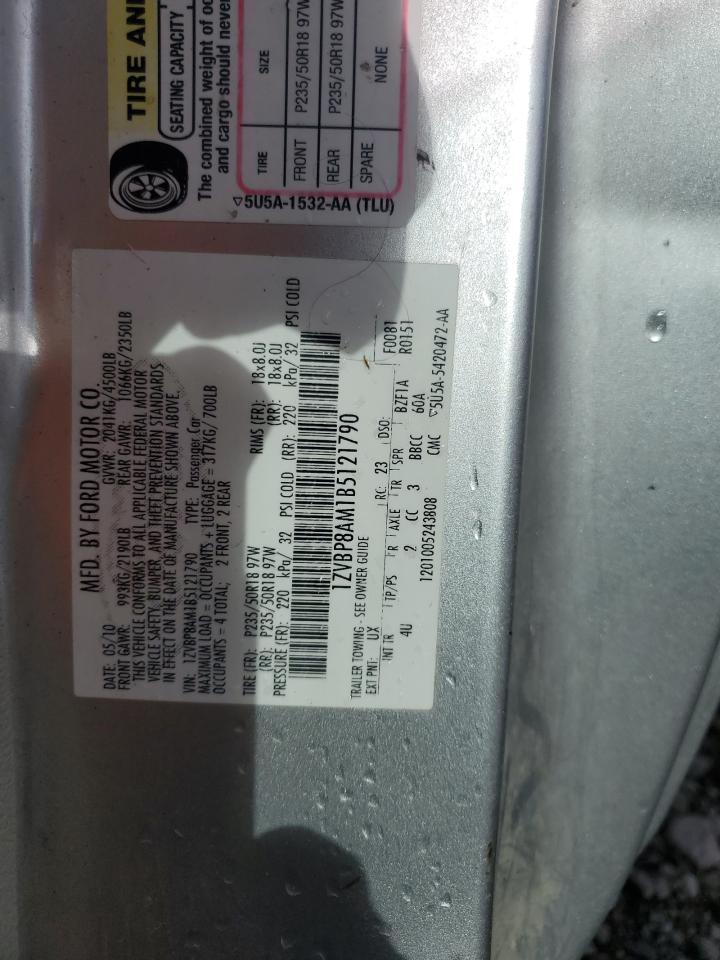 MFD. BY FORD MOTOR CO.
DATE: 05/10 GVWR: 2041KG/4500LB
FRONT GAWR: 993KG/2190LB REAR GAWR: 1066KG/2350LB
THIS VEHICLE CONFORMS TO ALL APPLICABLE FEDERAL MOTOR
VEHICLE SAFETY, BUMPER, AND THEFT PREVENTION STANDARDS
IN EFFECT ON THE DATE OF MANUFACTURE SHOWN ABOVE.
VIN: 1ZVBP8AM1B5121790 TYPE: Passenger Car
MAXIMUM LOAD = OCCUPANTS + LUGGAGE = 317KG/700LB
OCCUPANTS = 4 TOTAL; 2 FRONT, 2 REAR
TIRE (FR): P235/50R18 97W RIMS (FR): 18x8.0J
(RR): P235/50R18 97W (RR): 18x8.0J
PRESSURE (FR): 220 kPa/ 32 PSI COLD (RR): 220 kPa/ 32 PSI COLD
1ZVBP8AM1B5121790
TRAILER TOWING - SEE OWNER GUIDE F0081
EXT PNT: UX RC: 23 DSO: R0151
INT TR TP/PS R AXLE TR SPR BZF1A
4U 2 CC 3 BBCC 60A
1201005243808 CMC ▽5U5A-5420472-AA
TIRE AND
SEATING CAPACITY
The combined weight of oc
and cargo should never
TIRE SIZE
FRONT P235/50R18 97W
REAR P235/50R18 97W
SPARE NONE
▽5U5A-1532-AA (TLU)